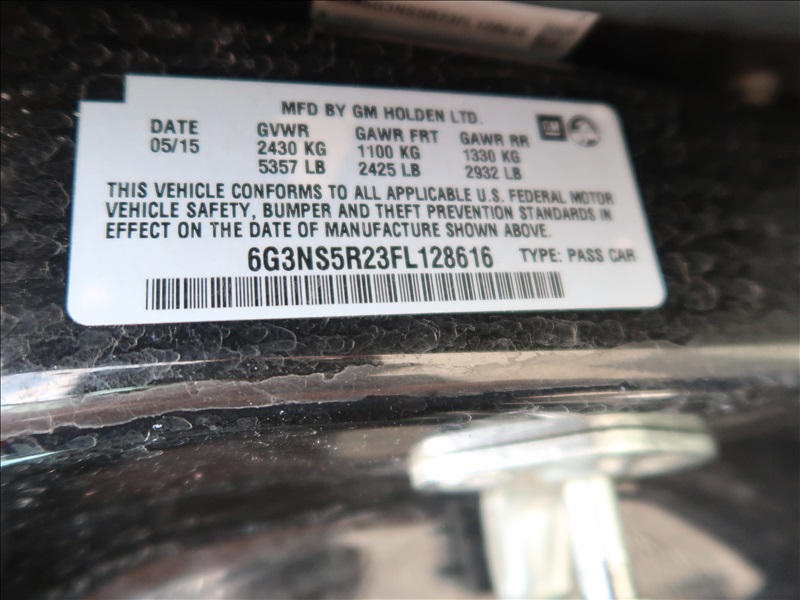 MFD BY GM HOLDEN LTD.
DATE GVWR GAWR FRT GAWR RR GM
05/15 2430 KG 1100 KG 1330 KG
5357 LB 2425 LB 2932 LB
THIS VEHICLE CONFORMS TO ALL APPLICABLE U.S. FEDERAL MOTOR
VEHICLE SAFETY, BUMPER AND THEFT PREVENTION STANDARDS IN
EFFECT ON THE DATE OF MANUFACTURE SHOWN ABOVE.
6G3NS5R23FL128616 TYPE: PASS CAR